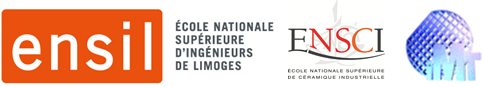 ensil
ÉCOLE NATIONALE
SUPÉRIEURE
D'INGÉNIEURS
DE LIMOGES
ENSCI
ÉCOLE NATIONALE SUPÉRIEURE
DE CÉRAMIQUE INDUSTRIELLE